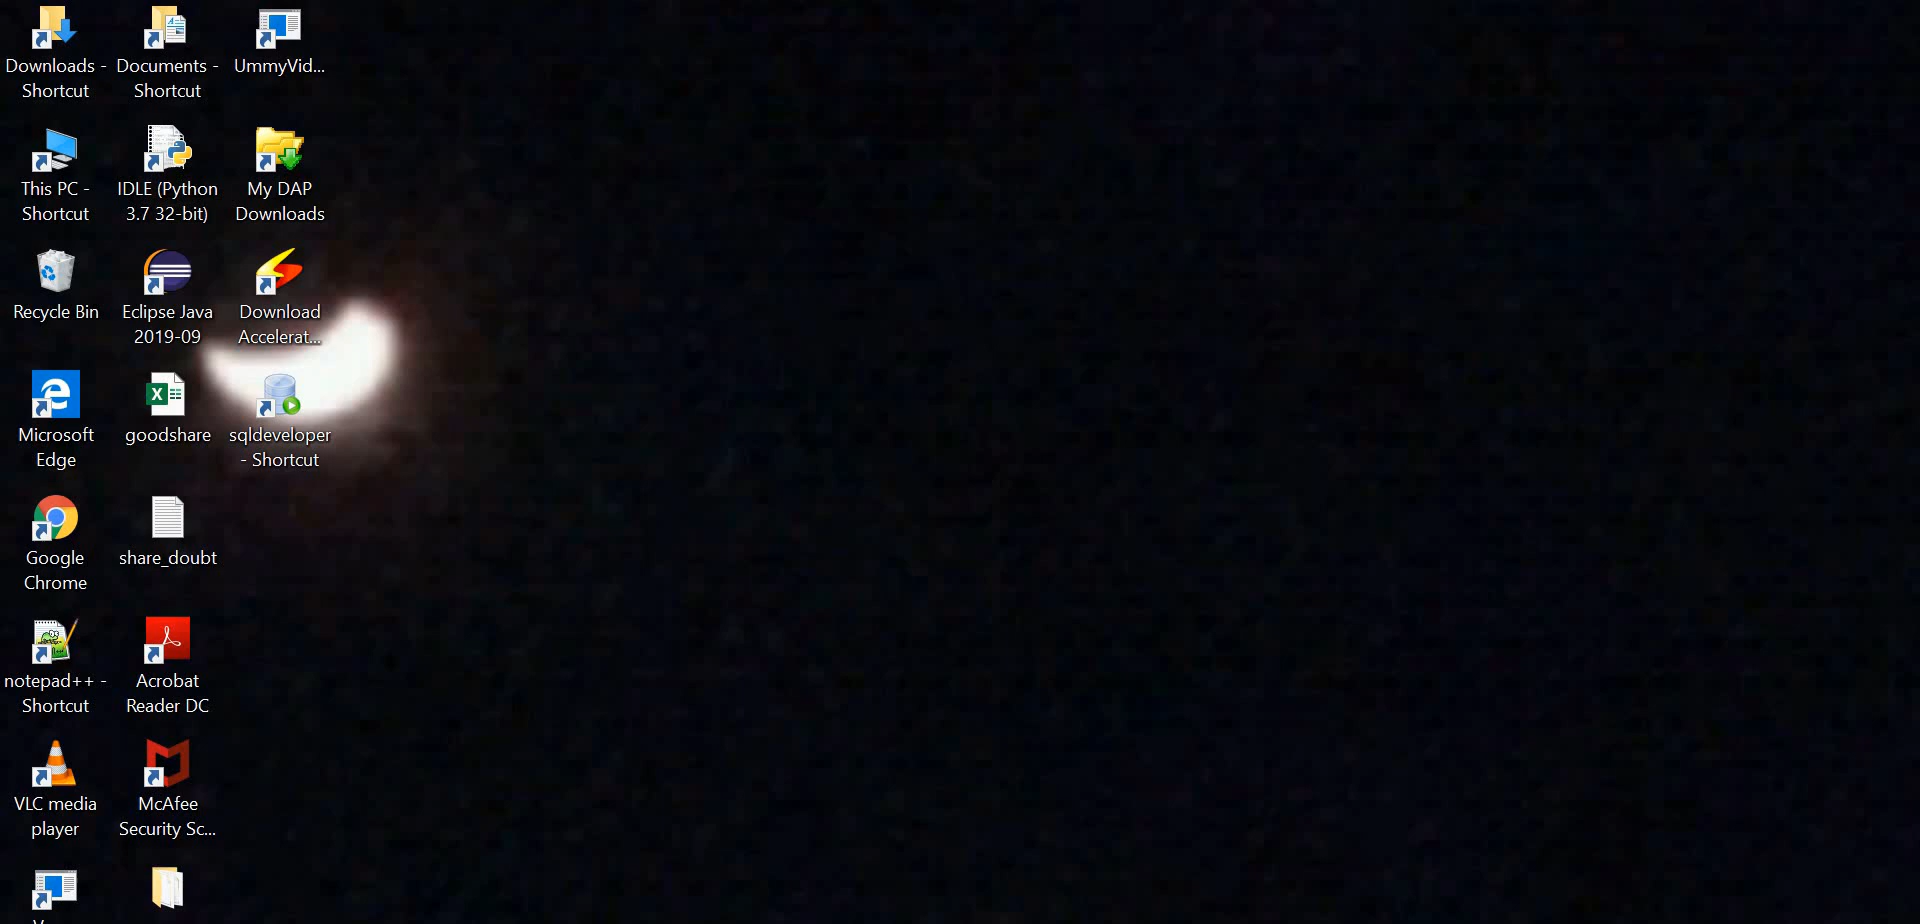 Downloads -
Shortcut
Documents -
Shortcut
UmmyVid...
This PC -
Shortcut
IDLE (Python
3.7 32-bit)
My DAP
Downloads
Recycle Bin
Eclipse Java
2019-09
Download
Accelerat...
Microsoft
Edge
goodshare
sqldeveloper
- Shortcut
Google
Chrome
share_doubt
notepad++ -
Shortcut
Acrobat
Reader DC
VLC media
player
McAfee
Security Sc...